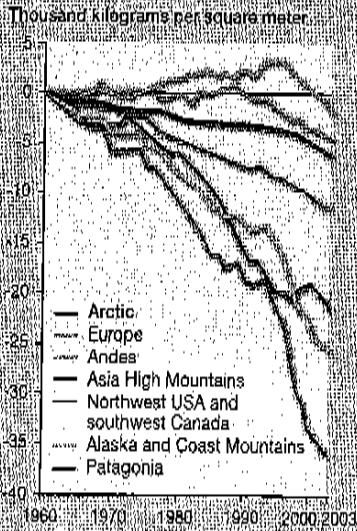 Thousand kilograms per square meter
5
0
-5
-10
-15
-20
-25
-30
-35
-40
Arctic
Europe
Andes
Asia High Mountains
Northwest USA and
southwest Canada
Alaska and Coast Mountains
Patagonia
1960 1970 1980 1990 2000 2003